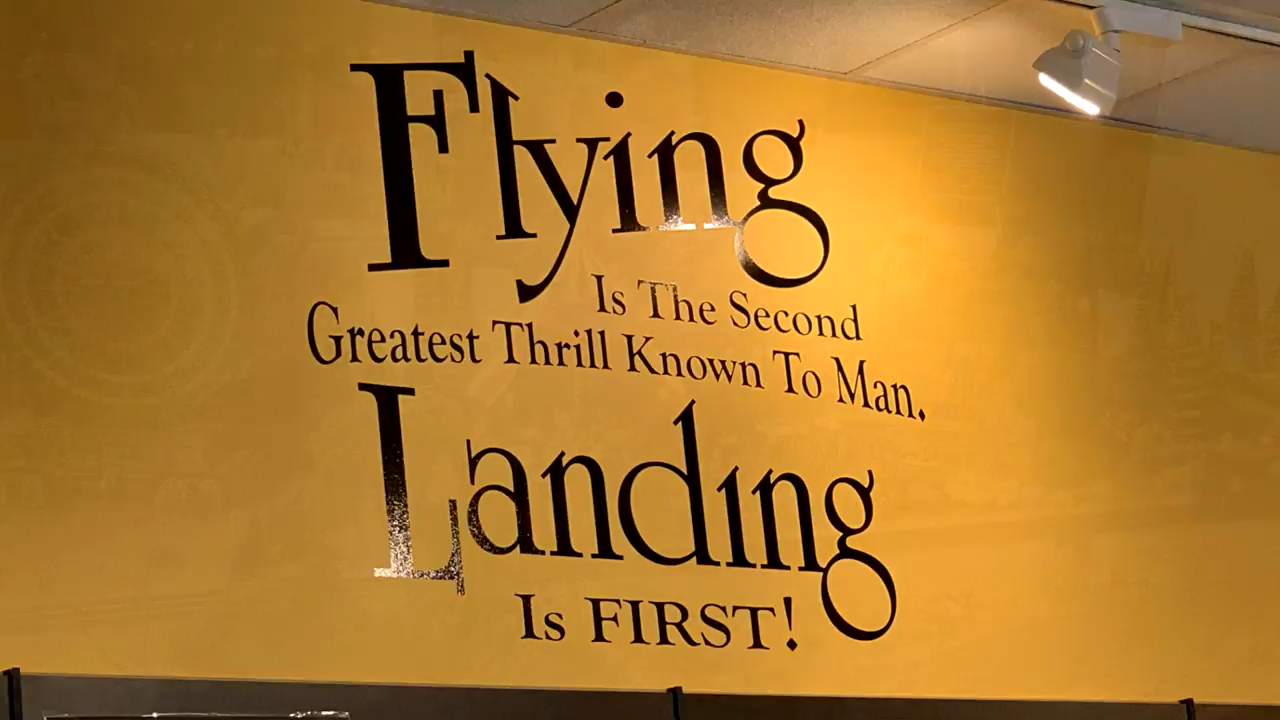 Flying
Is The Second
Greatest Thrill Known To Man.
Landing
Is FIRST!